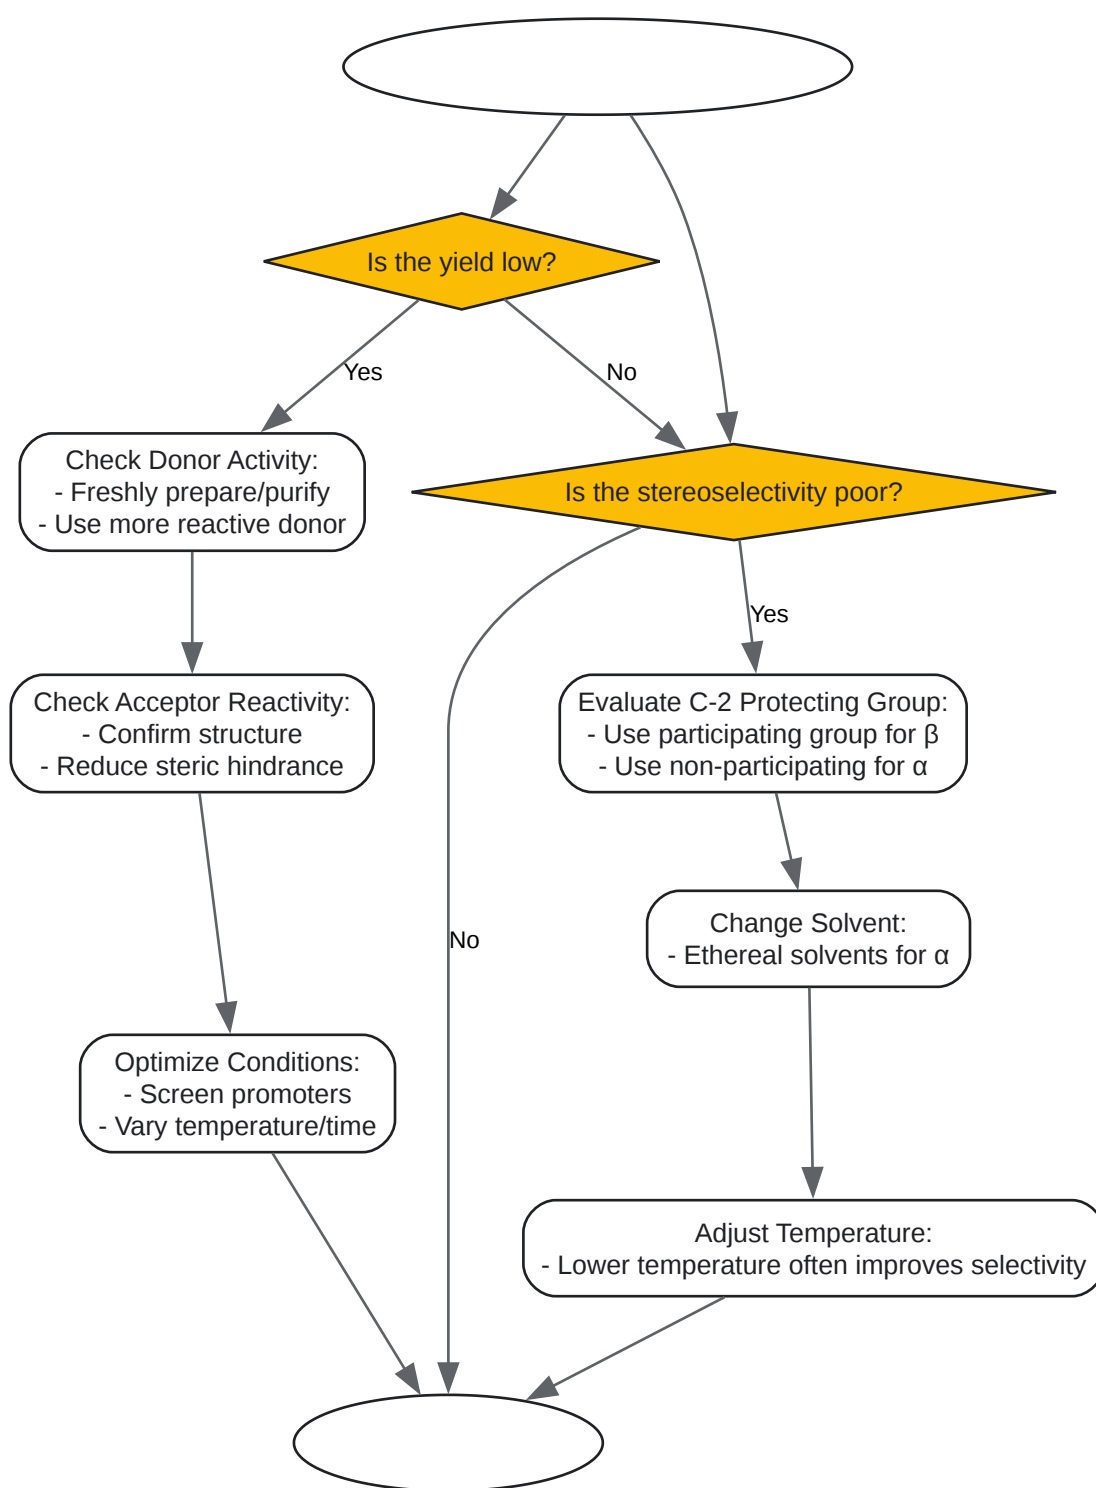 Is the yield low?
Yes
No
Check Donor Activity:
- Freshly prepare/purify
- Use more reactive donor
Is the stereoselectivity poor?
Yes
Check Acceptor Reactivity:
- Confirm structure
- Reduce steric hindrance
Evaluate C-2 Protecting Group:
- Use participating group for β
- Use non-participating for α
Change Solvent:
- Ethereal solvents for α
No
Optimize Conditions:
- Screen promoters
- Vary temperature/time
Adjust Temperature:
- Lower temperature often improves selectivity